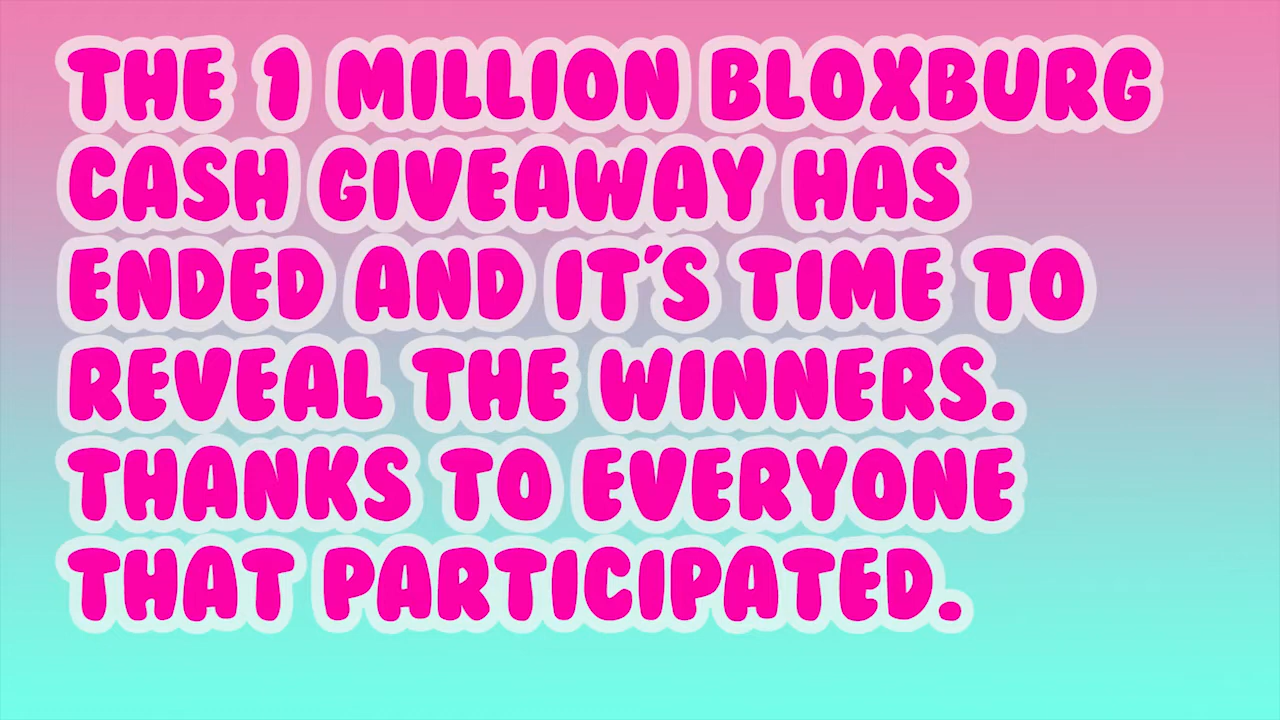 THE 1 MILLION BLOXBURG
CASH GIVEAWAY HAS
ENDED AND IT'S TIME TO
REVEAL THE WINNERS.
THANKS TO EVERYONE
THAT PARTICIPATED.